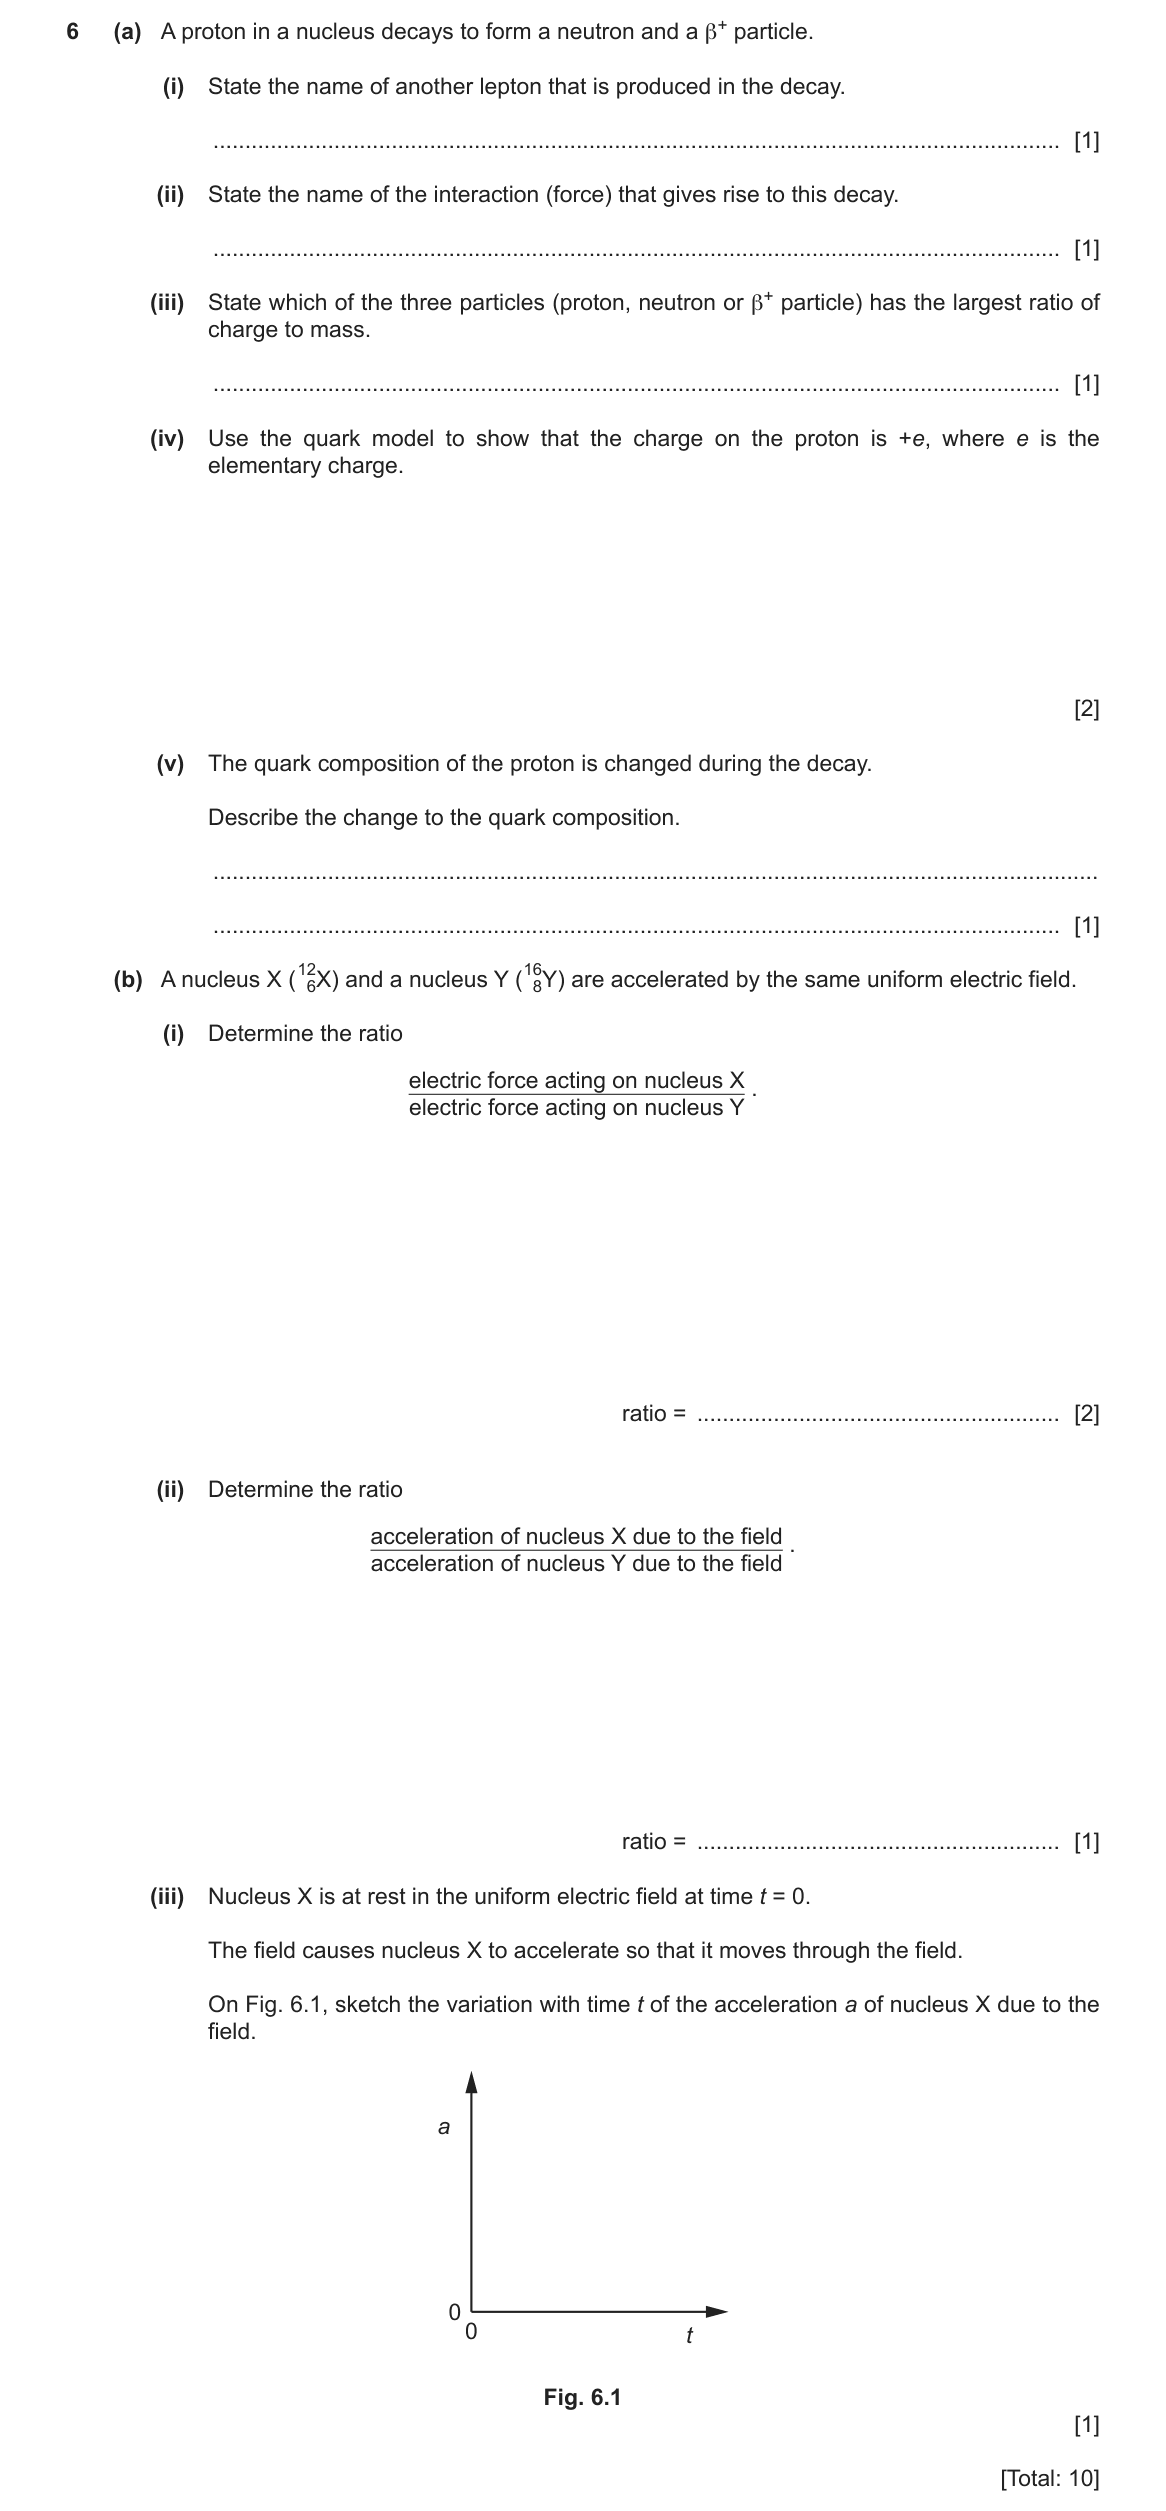 6 (a) A proton in a nucleus decays to form a neutron and a β⁺ particle.
(i) State the name of another lepton that is produced in the decay.
.................................................................................................................................... [1]
(ii) State the name of the interaction (force) that gives rise to this decay.
.................................................................................................................................... [1]
(iii) State which of the three particles (proton, neutron or β⁺ particle) has the largest ratio of
charge to mass.
.................................................................................................................................... [1]
(iv) Use the quark model to show that the charge on the proton is +e, where e is the
elementary charge.
[2]
(v) The quark composition of the proton is changed during the decay.
Describe the change to the quark composition.
..........................................................................................................................................
.................................................................................................................................... [1]
(b) A nucleus X (¹²₆X) and a nucleus Y (¹⁶₈Y) are accelerated by the same uniform electric field.
(i) Determine the ratio
electric force acting on nucleus X
electric force acting on nucleus Y .
ratio = ........................................................ [2]
(ii) Determine the ratio
acceleration of nucleus X due to the field
acceleration of nucleus Y due to the field .
ratio = ........................................................ [1]
(iii) Nucleus X is at rest in the uniform electric field at time t = 0.
The field causes nucleus X to accelerate so that it moves through the field.
On Fig. 6.1, sketch the variation with time t of the acceleration a of nucleus X due to the
field.
a
0
0
t
Fig. 6.1
[1]
[Total: 10]